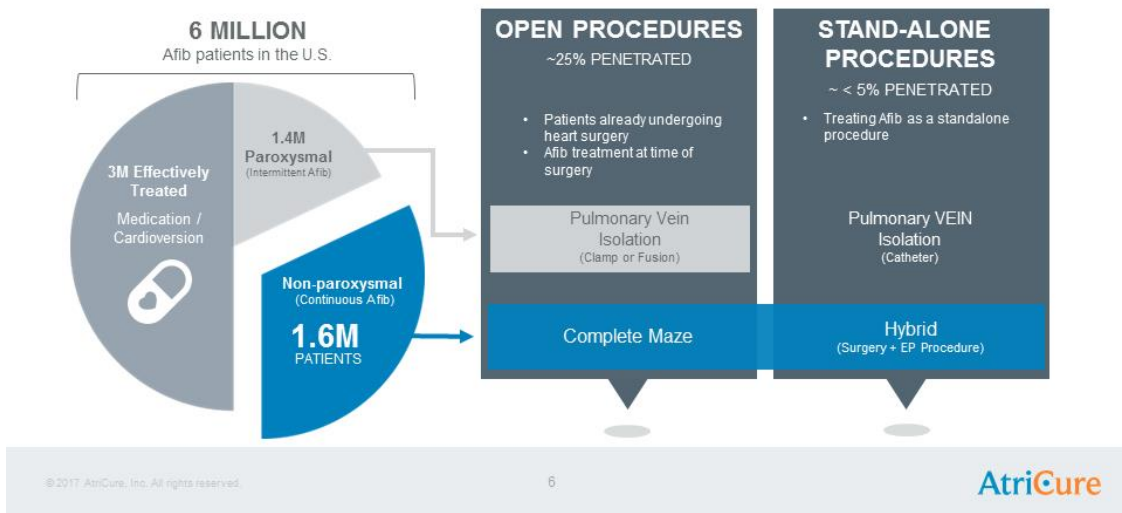 6 MILLION
Afib patients in the U.S.
3M Effectively
Treated
Medication /
Cardioversion
1.4M
Paroxysmal
(Intermittent Afib)
Non-paroxysmal
(Continuous Afib)
1.6M
PATIENTS
OPEN PROCEDURES
~25% PENETRATED
• Patients already undergoing
heart surgery
• Afib treatment at time of
surgery
Pulmonary Vein
Isolation
(Clamp or Fusion)
Complete Maze
STAND-ALONE
PROCEDURES
~ < 5% PENETRATED
• Treating Afib as a standalone
procedure
Pulmonary VEIN
Isolation
(Catheter)
Hybrid
(Surgery + EP Procedure)
© 2017 AtriCure, Inc. All rights reserved.
6
AtriCure